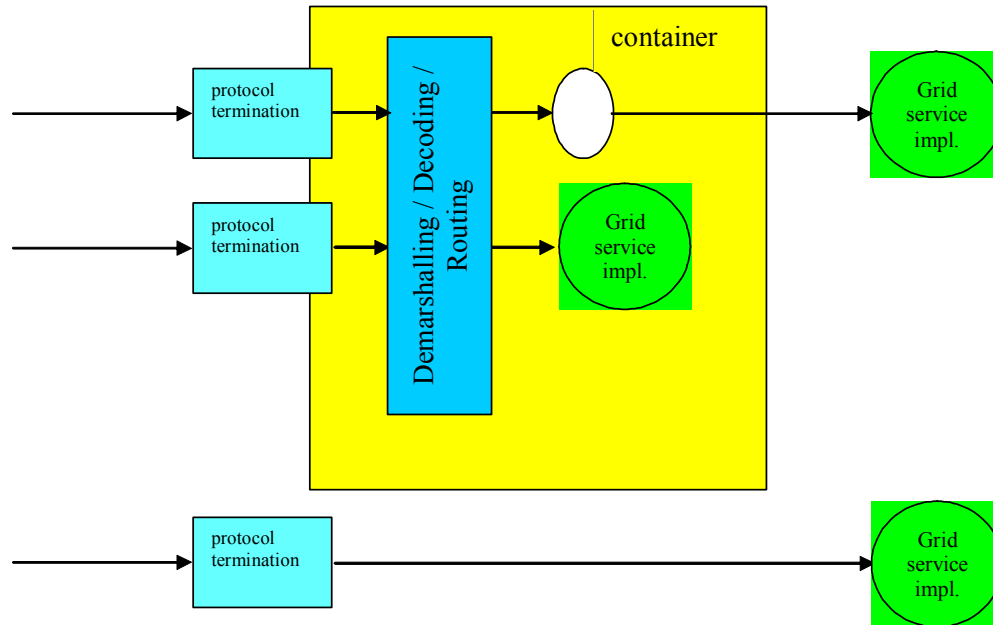 container
protocol
termination
Demarshalling / Decoding /
Routing
Grid
service
impl.
protocol
termination
Grid
service
impl.
protocol
termination
Grid
service
impl.